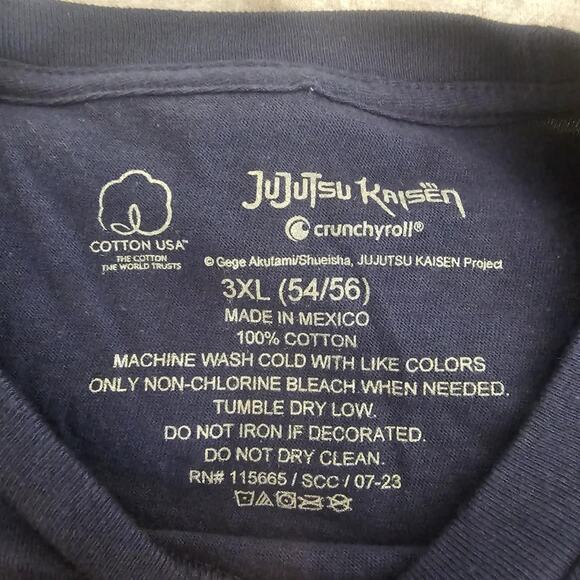 JUJUTSU KAISEN
crunchyroll®
COTTON USA™
THE COTTON
THE WORLD TRUSTS
© Gege Akutami/Shueisha, JUJUTSU KAISEN Project
3XL (54/56)
MADE IN MEXICO
100% COTTON
MACHINE WASH COLD WITH LIKE COLORS
ONLY NON-CHLORINE BLEACH WHEN NEEDED.
TUMBLE DRY LOW.
DO NOT IRON IF DECORATED.
DO NOT DRY CLEAN.
RN# 115665 / SCC / 07-23